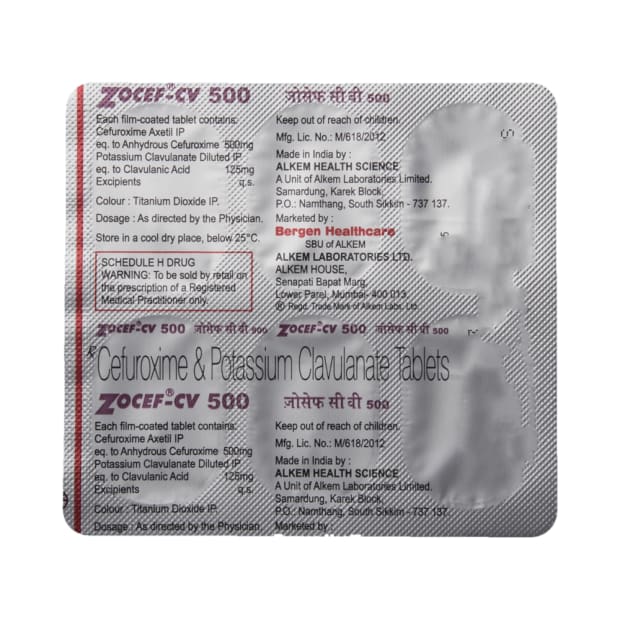 ZOCEF®-CV 500 ज़ोसेफ सी वी 500
Each film-coated tablet contains:
Cefuroxime Axetil IP
eq. to Anhydrous Cefuroxime 500mg
Potassium Clavulanate Diluted IP
eq. to Clavulanic Acid 125mg
Excipients q.s.
Colour : Titanium Dioxide IP.
Dosage : As directed by the Physician.
Store in a cool dry place, below 25°C.
SCHEDULE H DRUG
WARNING: To be sold by retail on
the prescription of a Registered
Medical Practitioner only.
Keep out of reach of children.
Mfg. Lic. No.: M/618/2012
Made in India by :
ALKEM HEALTH SCIENCE
A Unit of Alkem Laboratories Limited.
Samardung, Karek Block,
P.O.: Namthang, South Sikkim - 737 137.
Marketed by :
Bergen Healthcare
SBU of ALKEM
ALKEM LABORATORIES LTD.
ALKEM HOUSE,
Senapati Bapat Marg,
Lower Parel, Mumbai- 400 013
® Regd. Trade Mark of Alkem Labs. Ltd.
ZOCEF®-CV 500 ज़ोसेफ सी वी 500 ZOCEF®-CV 500 ज़ोसेफ सी वी 500
Rx Cefuroxime & Potassium Clavulanate Tablets
ZOCEF®-CV 500 ज़ोसेफ सी वी 500
Each film-coated tablet contains:
Cefuroxime Axetil IP
eq. to Anhydrous Cefuroxime 500mg
Potassium Clavulanate Diluted IP
eq. to Clavulanic Acid 125mg
Excipients q.s.
Colour : Titanium Dioxide IP.
Dosage : As directed by the Physician.
Keep out of reach of children.
Mfg. Lic. No.: M/618/2012
Made in India by :
ALKEM HEALTH SCIENCE
A Unit of Alkem Laboratories Limited.
Samardung, Karek Block,
P.O.: Namthang, South Sikkim - 737 137.
Marketed by :